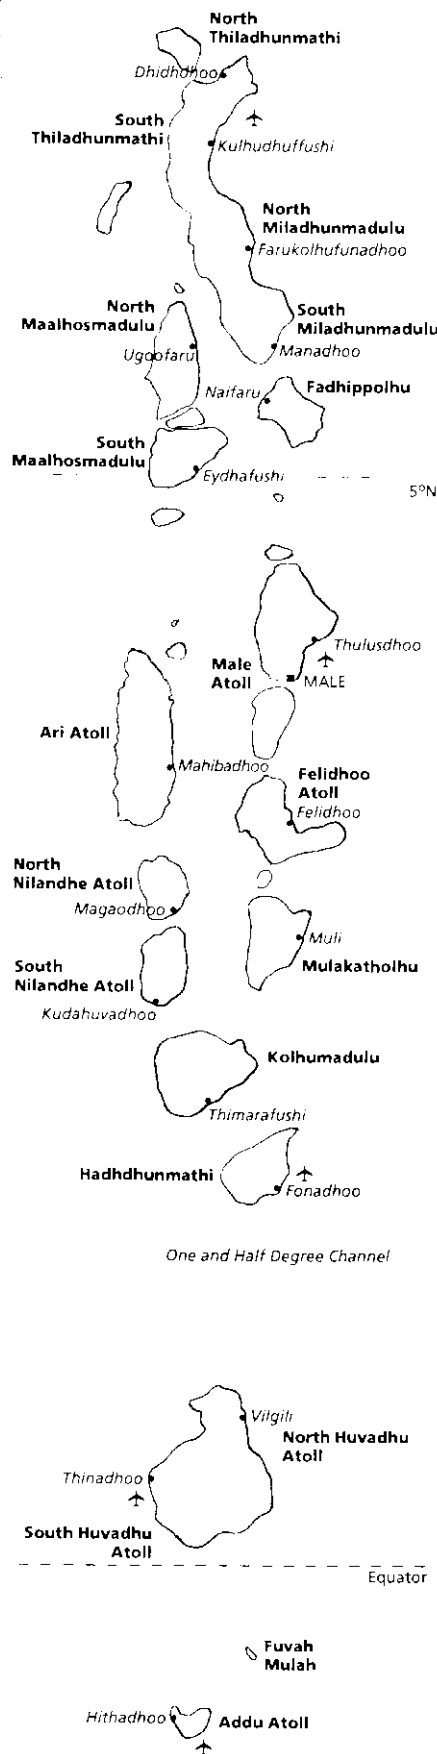 North
Thiladhunmathi
Dhidhdhoo
South
Thiladhunmathi
Kulhudhuffushi
North
Miladhunmadulu
Farukolhufunadhoo
North
Maalhosmadulu
South
Miladhunmadulu
Ugoofaru
Manadhoo
Naifaru
Fadhippolhu
South
Maalhosmadulu
Eydhafushi
5°N
Thulusdhoo
Male
Atoll
MALE
Ari Atoll
Mahibadhoo
Felidhoo
Atoll
Felidhoo
North
Nilandhe Atoll
Magaodhoo
Muli
Mulakatholhu
South
Nilandhe Atoll
Kudahuvadhoo
Kolhumadulu
Thimarafushi
Hadhdhunmathi
Fonadhoo
One and Half Degree Channel
Vilgili
North Huvadhu
Atoll
Thinadhoo
South Huvadhu
Atoll
Equator
Fuvah
Mulah
Hithadhoo
Addu Atoll